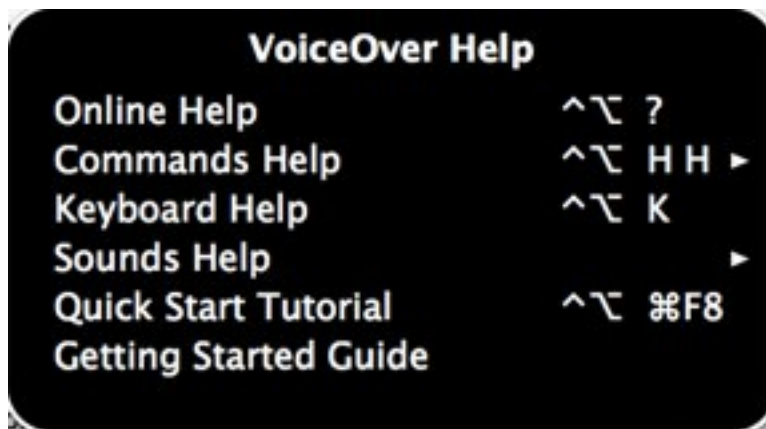 VoiceOver Help
Online Help ^⌥ ?
Commands Help ^⌥ H H ►
Keyboard Help ^⌥ K
Sounds Help ►
Quick Start Tutorial ^⌥ ⌘F8
Getting Started Guide